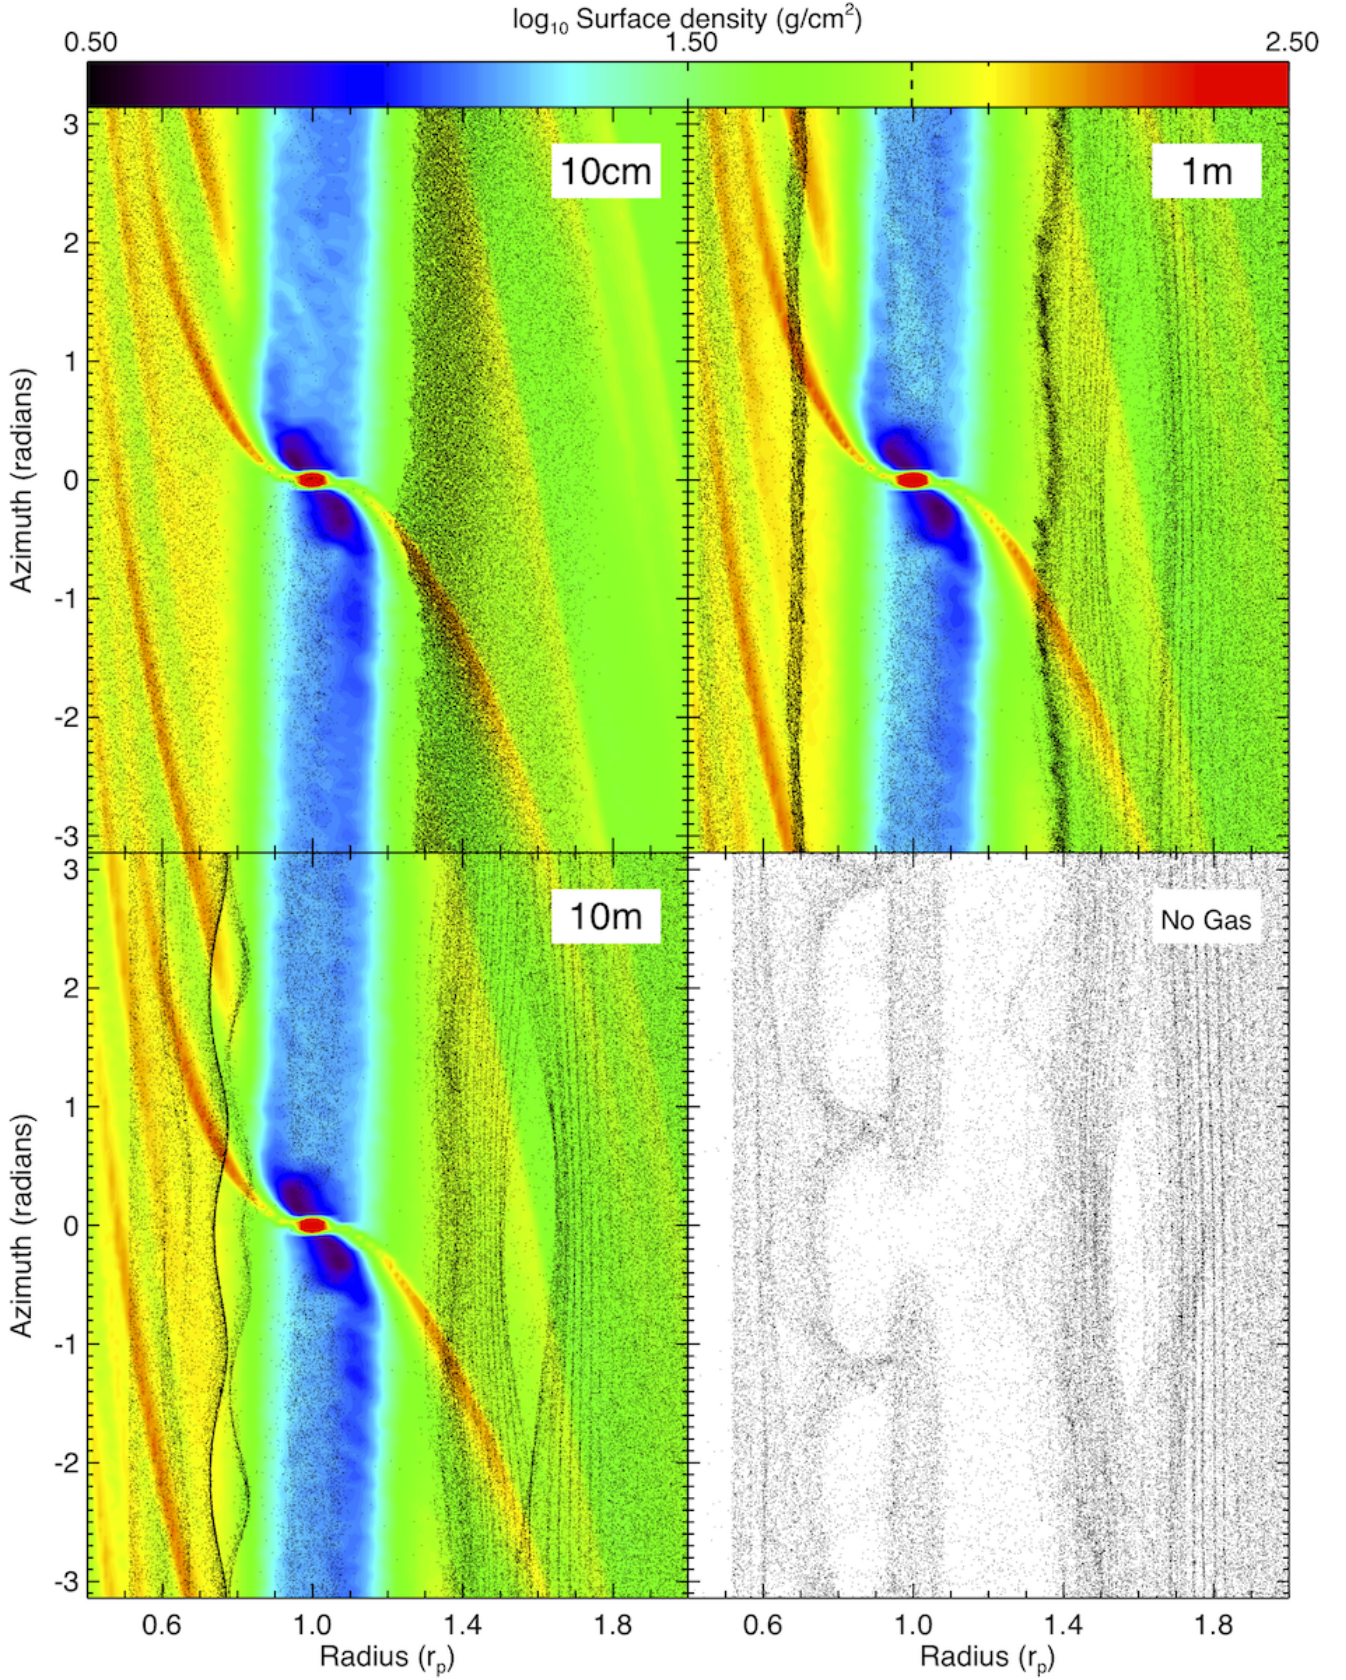 log₁₀ Surface density (g/cm²)
0.50 1.50 2.50
3 10cm 1m
2
1
0
-1
-2
-3
Azimuth (radians)
3 10m No Gas
2
1
0
-1
-2
-3
Azimuth (radians)
0.6 1.0 1.4 1.8 0.6 1.0 1.4 1.8
Radius (rₚ) Radius (rₚ)